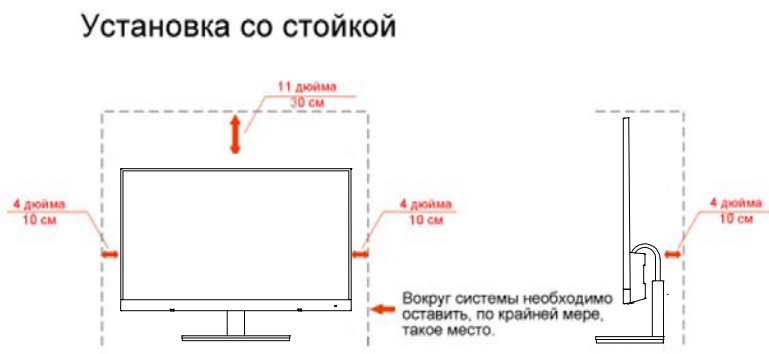 Установка со стойкой
11 дюйма
30 см
4 дюйма
10 см
4 дюйма
10 см
4 дюйма
10 см
Вокруг системы необходимо
оставить, по крайней мере,
такое место.